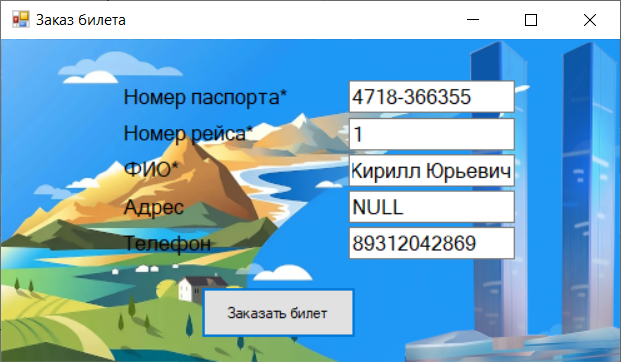 Заказ билета
Номер паспорта* 4718-366355
Номер рейса* 1
ФИО* Кирилл Юрьевич
Адрес NULL
Телефон 89312042869
Заказать билет